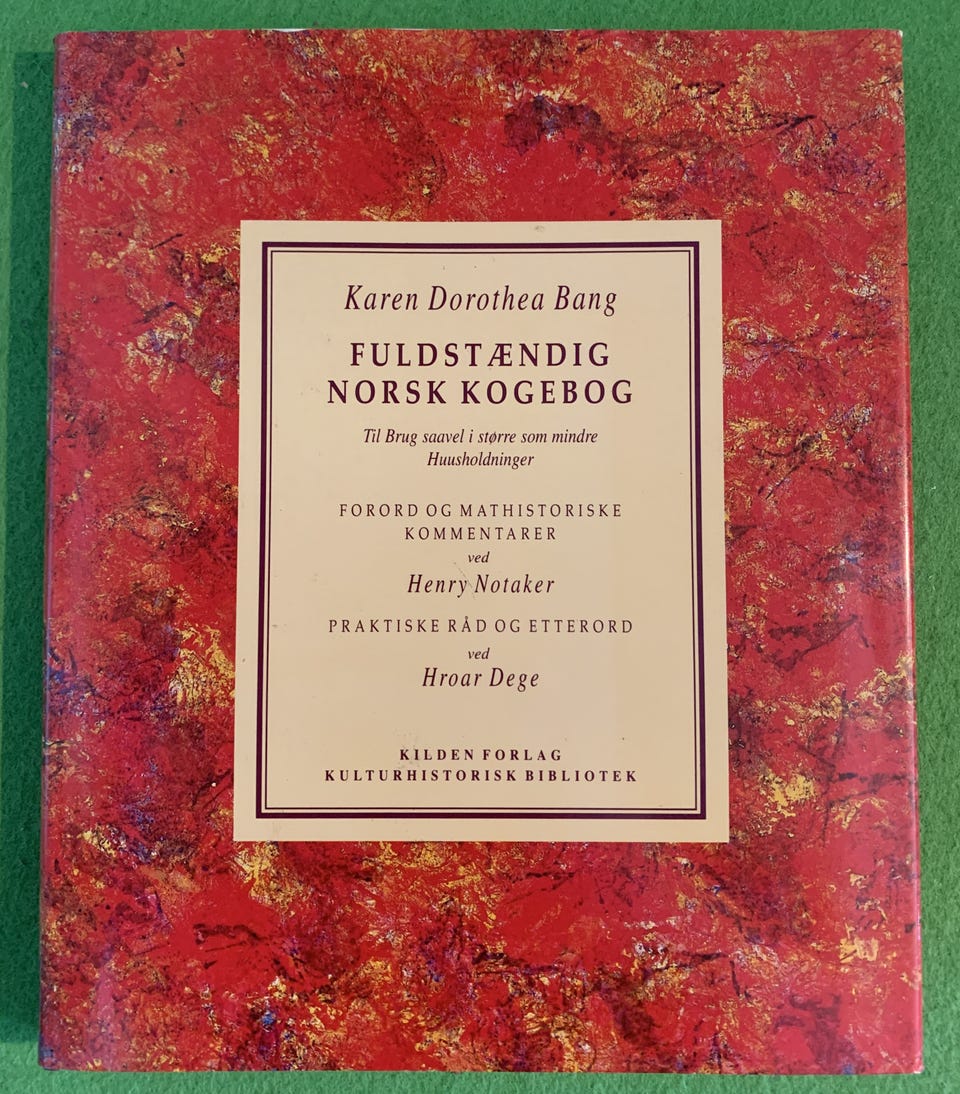 Karen Dorothea Bang
FULDSTÆNDIG
NORSK KOGEBOG
Til Brug saavel i større som mindre
Huusholdninger
FORORD OG MATHISTORISKE
KOMMENTARER
ved
Henry Notaker
PRAKTISKE RÅD OG ETTERORD
ved
Hroar Dege
KILDEN FORLAG
KULTURHISTORISK BIBLIOTEK